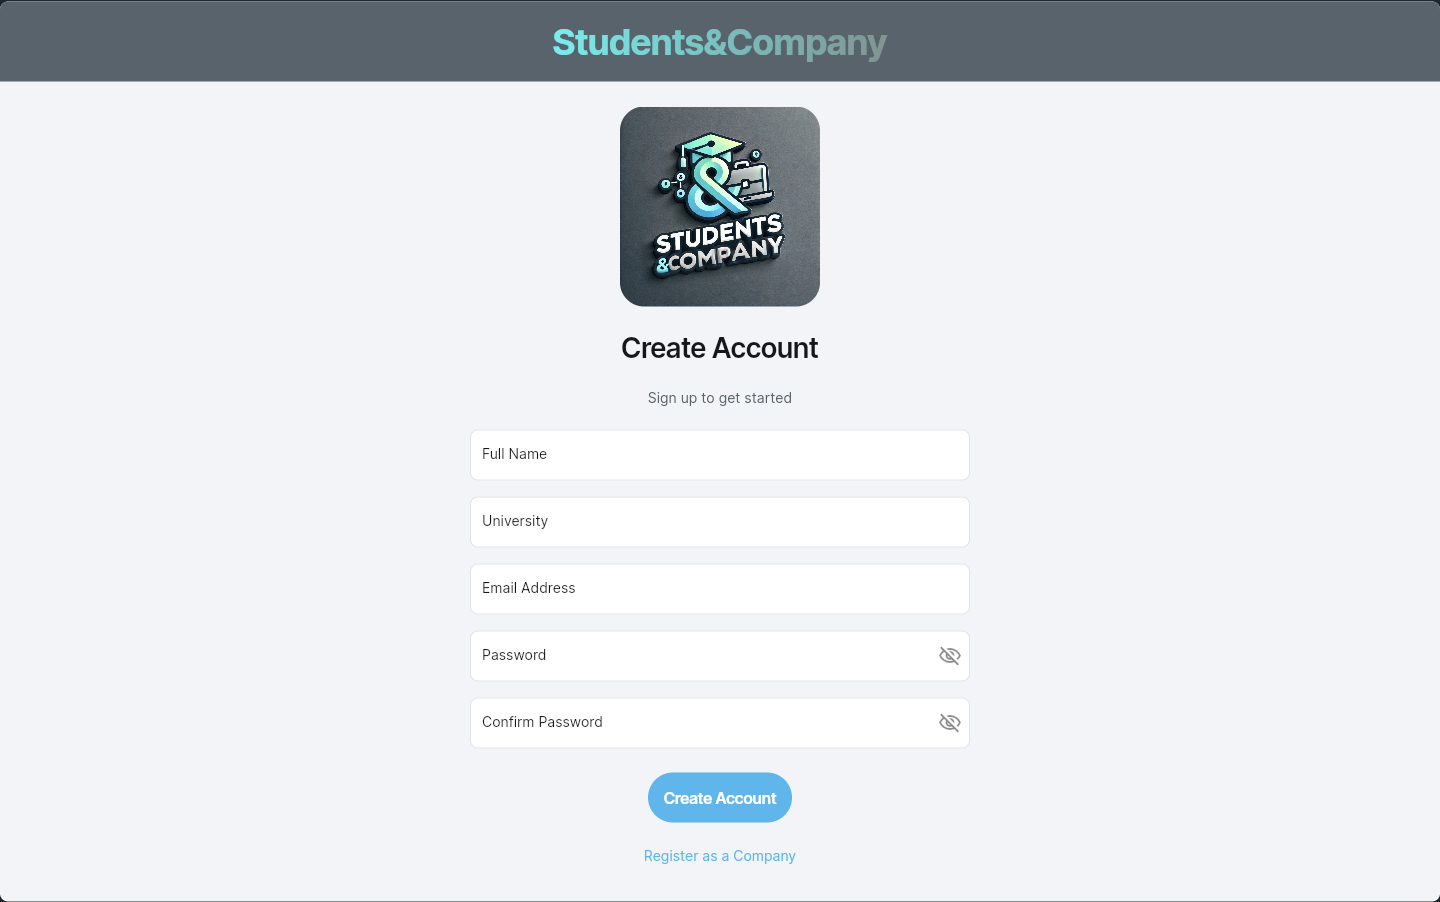 Students&Company
STUDENTS
&COMPANY
Create Account
Sign up to get started
Full Name
University
Email Address
Password
Confirm Password
Create Account
Register as a Company